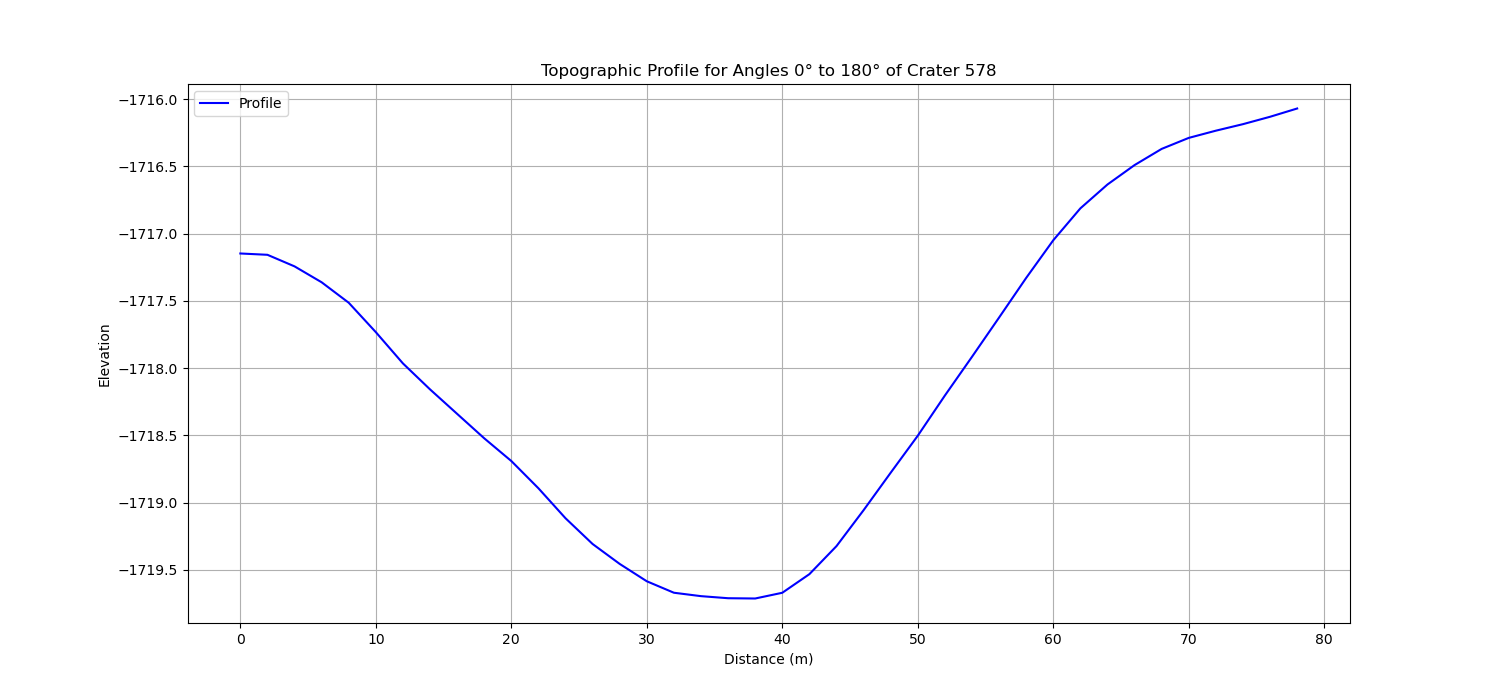 Topographic Profile for Angles 0° to 180° of Crater 578
Profile
−1716.0
−1716.5
−1717.0
−1717.5
−1718.0
−1718.5
−1719.0
−1719.5
Elevation
0 10 20 30 40 50 60 70 80
Distance (m)